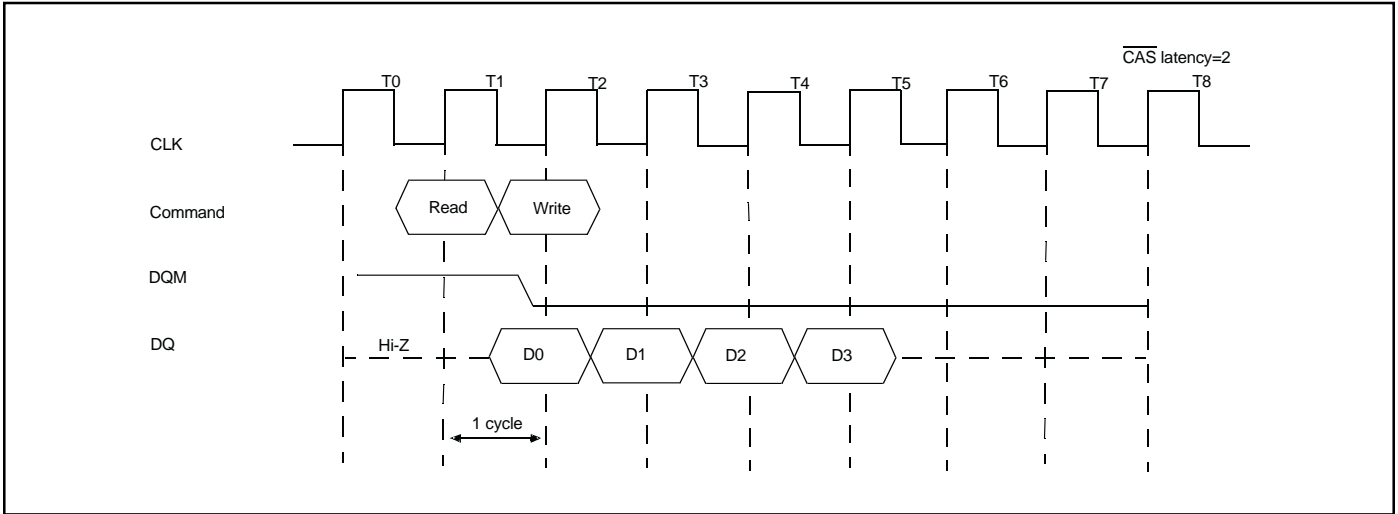 CAS latency=2
T0 T1 T2 T3 T4 T5 T6 T7 T8
CLK
Command Read Write
DQM
DQ Hi-Z D0 D1 D2 D3
1 cycle